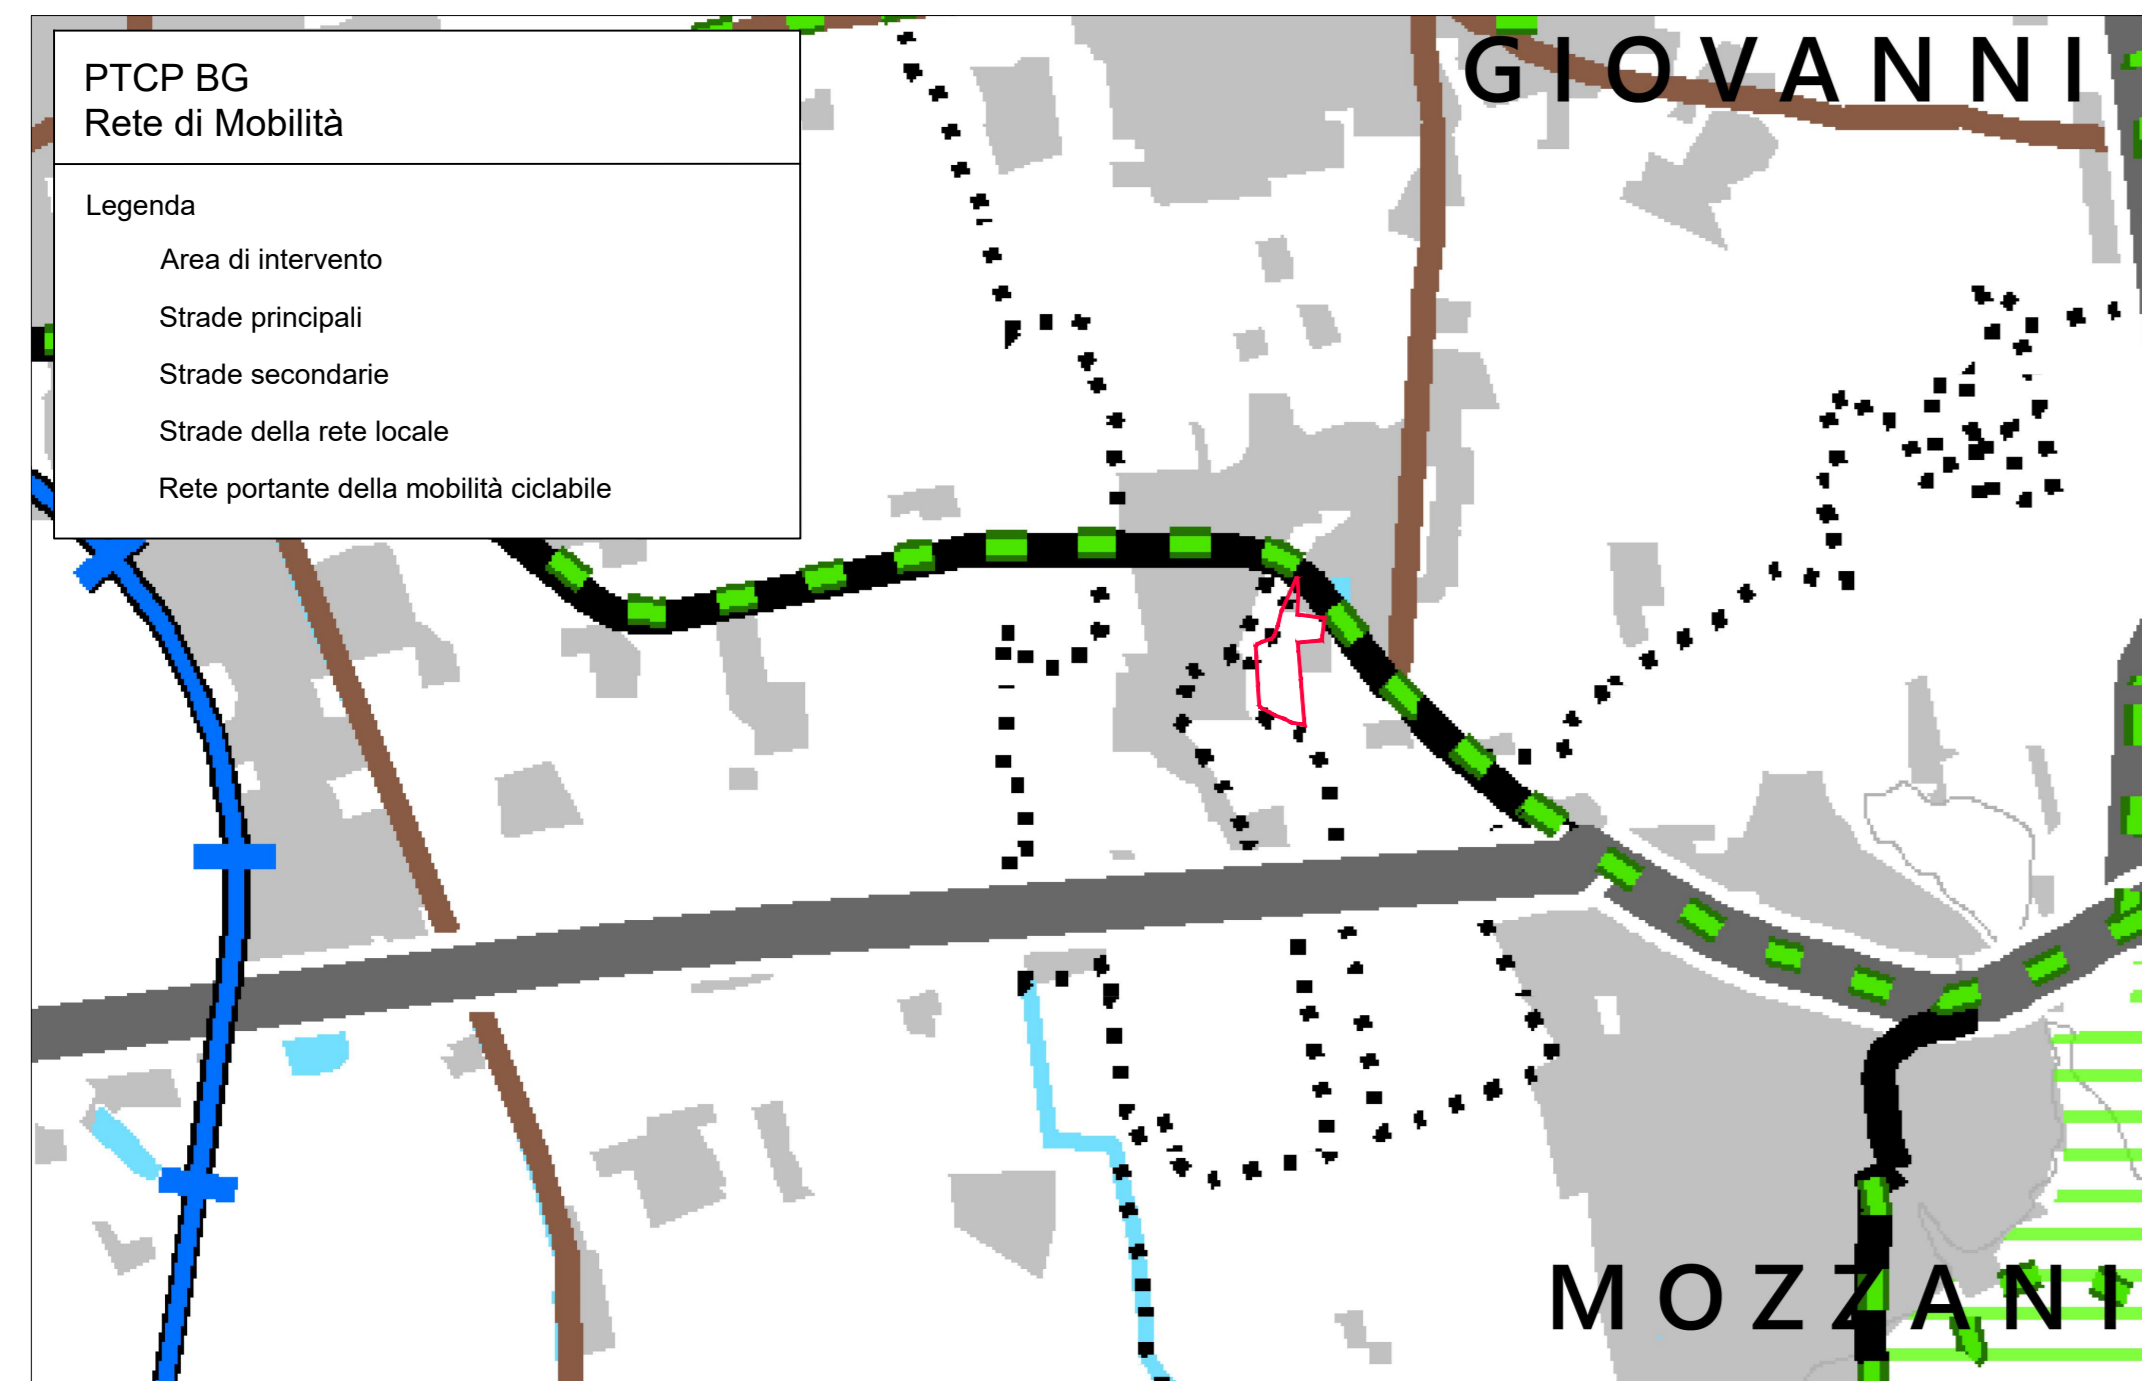 PTCP BG
Rete di Mobilità
Legenda
Area di intervento
Strade principali
Strade secondarie
Strade della rete locale
Rete portante della mobilità ciclabile
GIOVANNI
MOZZANI